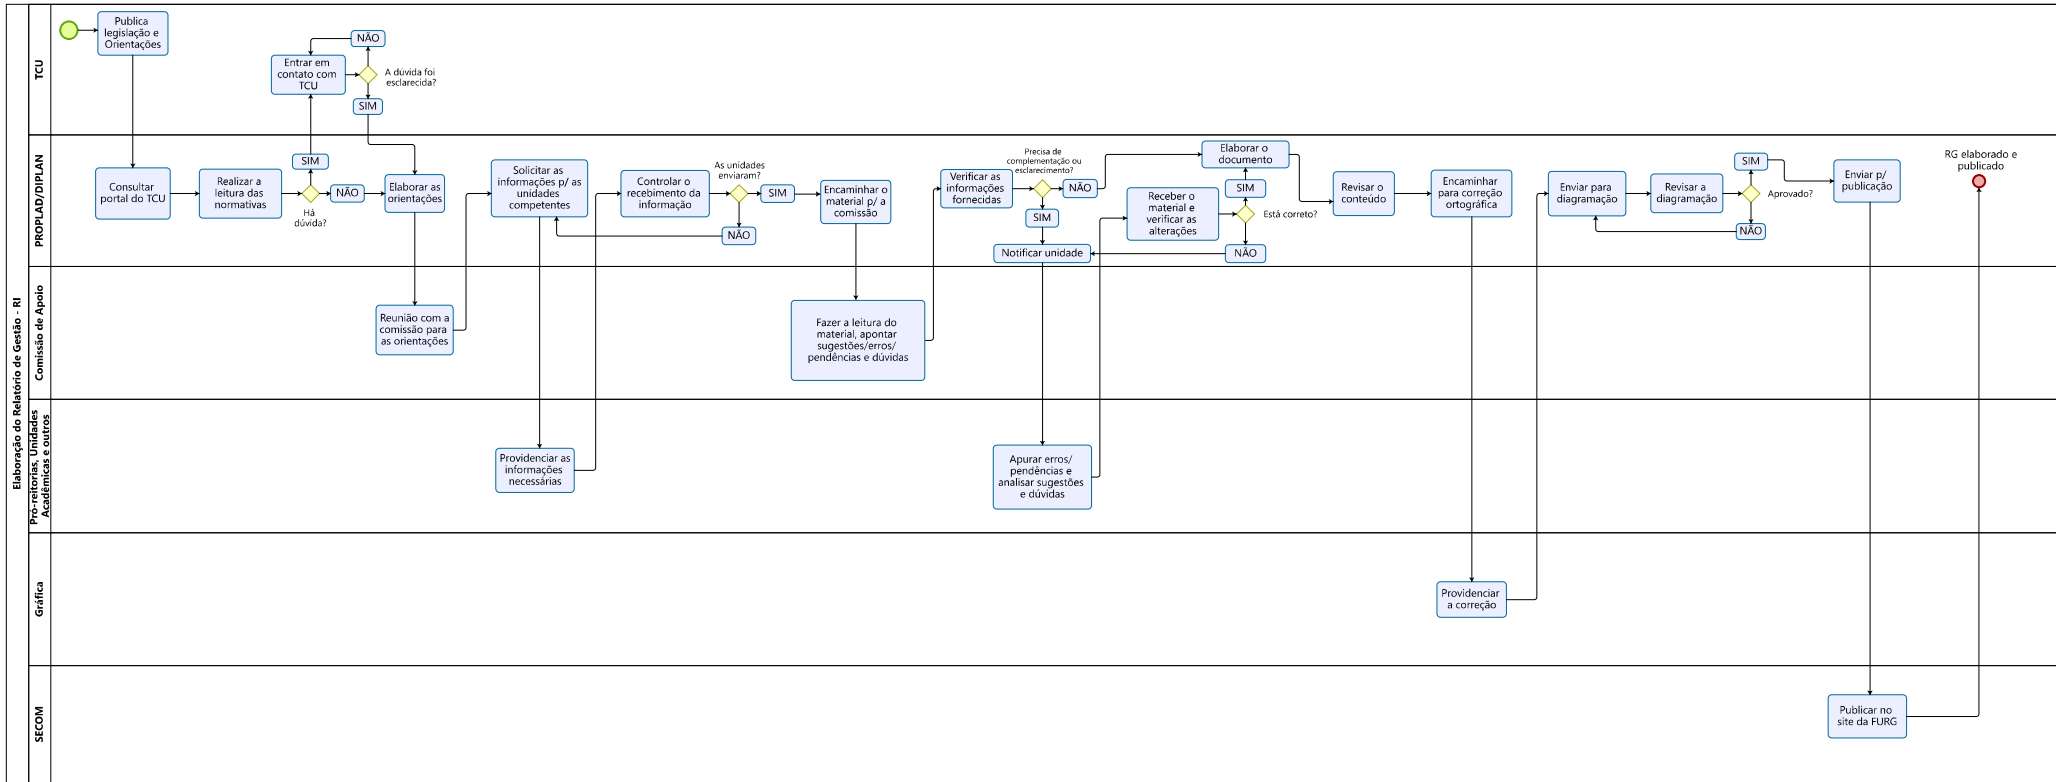 Elaboração do Relatório de Gestão - RI
TCU
Publica
legislação e
Orientações
Entrar em
contato com
TCU
NÃO
A dúvida foi
esclarecida?
SIM
PROPLAD/DIPLAN
Consultar
portal do TCU
Realizar a
leitura das
normativas
SIM
Há
dúvida?
NÃO
Elaborar as
orientações
Solicitar as
informações p/ as
unidades
competentes
Controlar o
recebimento da
informação
As unidades
enviaram?
SIM
NÃO
Encaminhar o
material p/ a
comissão
Verificar as
informações
fornecidas
Precisa de
complementação ou
esclarecimento?
NÃO
SIM
Notificar unidade
Receber o
material e
verificar as
alterações
Elaborar o
documento
SIM
Está correto?
NÃO
Revisar o
conteúdo
Encaminhar
para correção
ortográfica
Enviar para
diagramação
Revisar a
diagramação
SIM
Aprovado?
NÃO
Enviar p/
publicação
RG elaborado e
publicado
Comissão de Apoio
Reunião com a
comissão para
as orientações
Fazer a leitura do
material, apontar
sugestões/erros/
pendências e dúvidas
Pró-reitorias, Unidades
Acadêmicas e outros
Providenciar as
informações
necessárias
Apurar erros/
pendências e
analisar sugestões
e dúvidas
Gráfica
Providenciar
a correção
SECOM
Publicar no
site da FURG